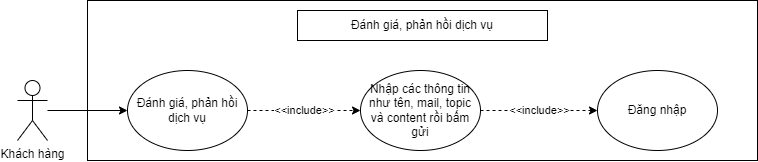 Đánh giá, phản hồi dịch vụ
Đánh giá, phản hồi
dịch vụ
<<include>>
Nhập các thông tin
như tên, mail, topic
và content rồi bấm
gửi
<<include>>
Đăng nhập
Khách hàng